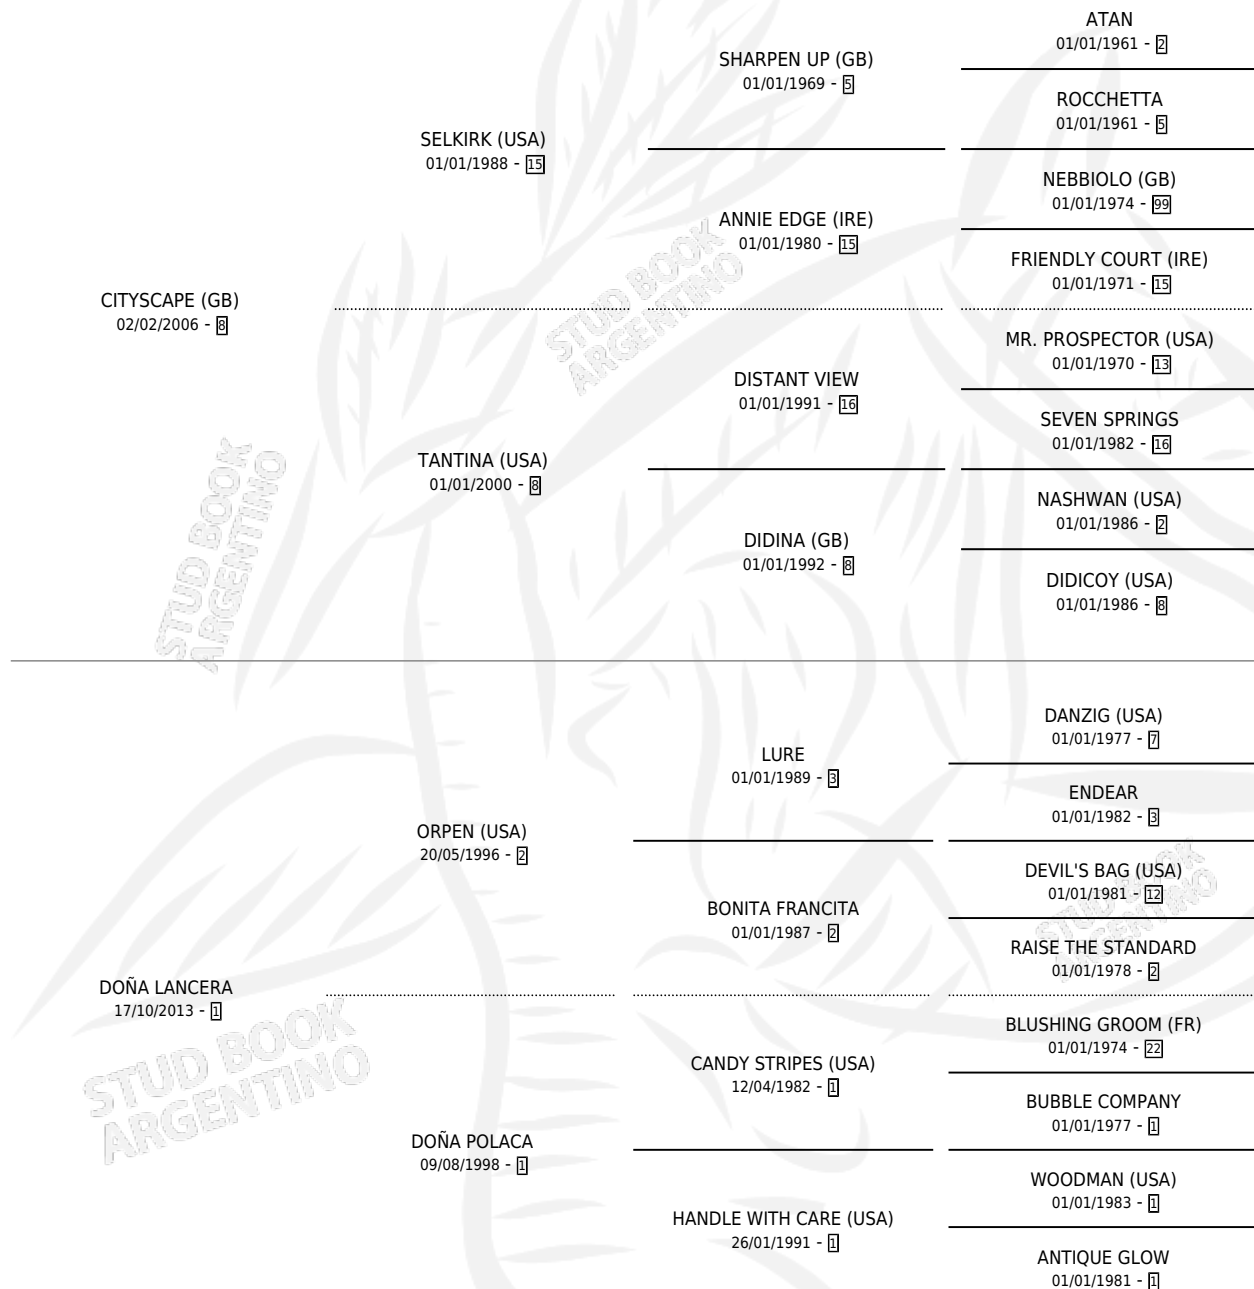 ATAN
01/01/1961 - 2
SHARPEN UP (GB)
01/01/1969 - 5
ROCCHETTA
01/01/1961 - 5
SELKIRK (USA)
01/01/1988 - 15
NEBBIOLO (GB)
01/01/1974 - 99
ANNIE EDGE (IRE)
01/01/1980 - 15
FRIENDLY COURT (IRE)
01/01/1971 - 15
CITYSCAPE (GB)
02/02/2006 - 8
MR. PROSPECTOR (USA)
01/01/1970 - 13
DISTANT VIEW
01/01/1991 - 16
SEVEN SPRINGS
01/01/1982 - 16
TANTINA (USA)
01/01/2000 - 8
NASHWAN (USA)
01/01/1986 - 2
DIDINA (GB)
01/01/1992 - 8
DIDICOY (USA)
01/01/1986 - 8
DANZIG (USA)
01/01/1977 - 7
LURE
01/01/1989 - 3
ENDEAR
01/01/1982 - 3
ORPEN (USA)
20/05/1996 - 2
DEVIL'S BAG (USA)
01/01/1981 - 12
BONITA FRANCITA
01/01/1987 - 2
RAISE THE STANDARD
01/01/1978 - 2
DOÑA LANCERA
17/10/2013 - 1
BLUSHING GROOM (FR)
01/01/1974 - 22
CANDY STRIPES (USA)
12/04/1982 - 1
BUBBLE COMPANY
01/01/1977 - 1
DOÑA POLACA
09/08/1998 - 1
WOODMAN (USA)
01/01/1983 - 1
HANDLE WITH CARE (USA)
26/01/1991 - 1
ANTIQUE GLOW
01/01/1981 - 1
STUD BOOK
ARGENTINO
STUD BOOK
ARGENTINO
STUD BOOK
ARGENTINO
STUD BOOK
ARGENTINO